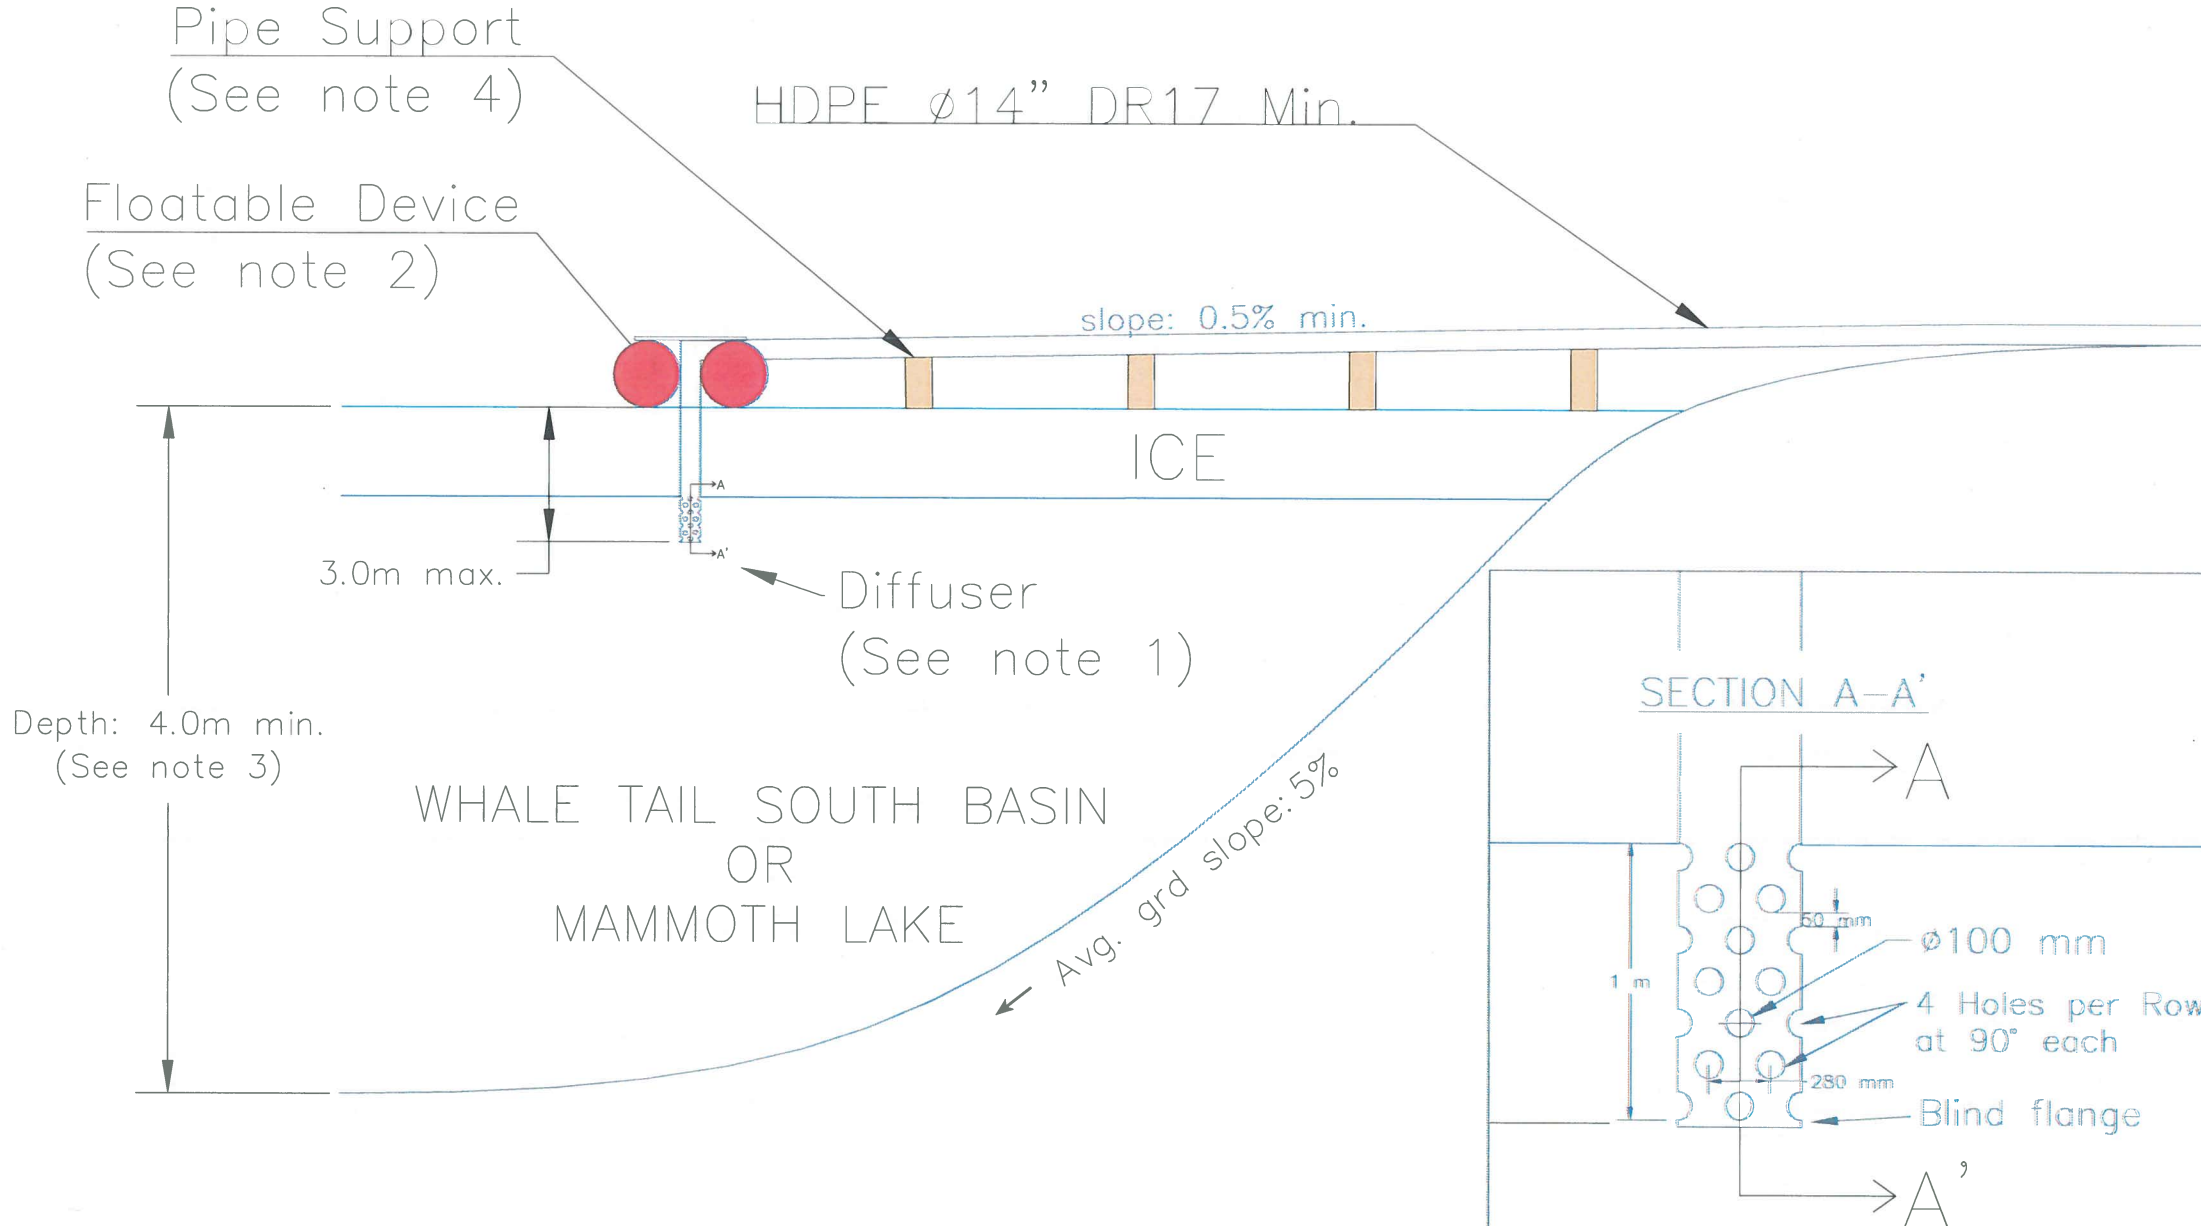 Pipe Support
(See note 4)
HDPE ø14” DR17 Min.
Floatable Device
(See note 2)
slope: 0.5% min.
ICE
A
A'
3.0m max.
Diffuser
(See note 1)
Depth: 4.0m min.
(See note 3)
WHALE TAIL SOUTH BASIN
OR
MAMMOTH LAKE
Avg. grd slope: 5%
SECTION A-A'
A
50 mm
ø100 mm
1 m
4 Holes per Row
at 90° each
280 mm
Blind flange
A'